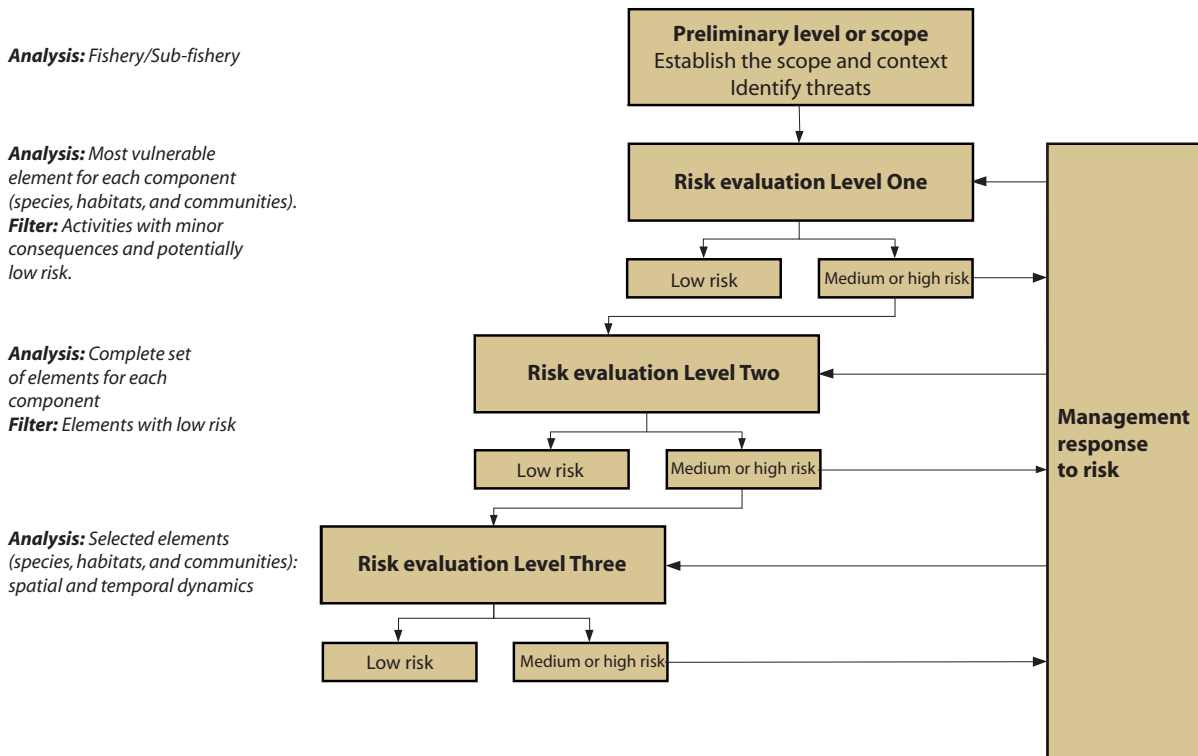 Preliminary level or scope
Establish the scope and context
Identify threats
Analysis: Fishery/Sub-fishery
Analysis: Most vulnerable
element for each component
(species, habitats, and communities).
Filter: Activities with minor
consequences and potentially
low risk.
Risk evaluation Level One
Low risk
Medium or high risk
Analysis: Complete set
of elements for each
component
Filter: Elements with low risk
Risk evaluation Level Two
Low risk
Medium or high risk
Management
response
to risk
Analysis: Selected elements
(species, habitats, and communities):
spatial and temporal dynamics
Risk evaluation Level Three
Low risk
Medium or high risk